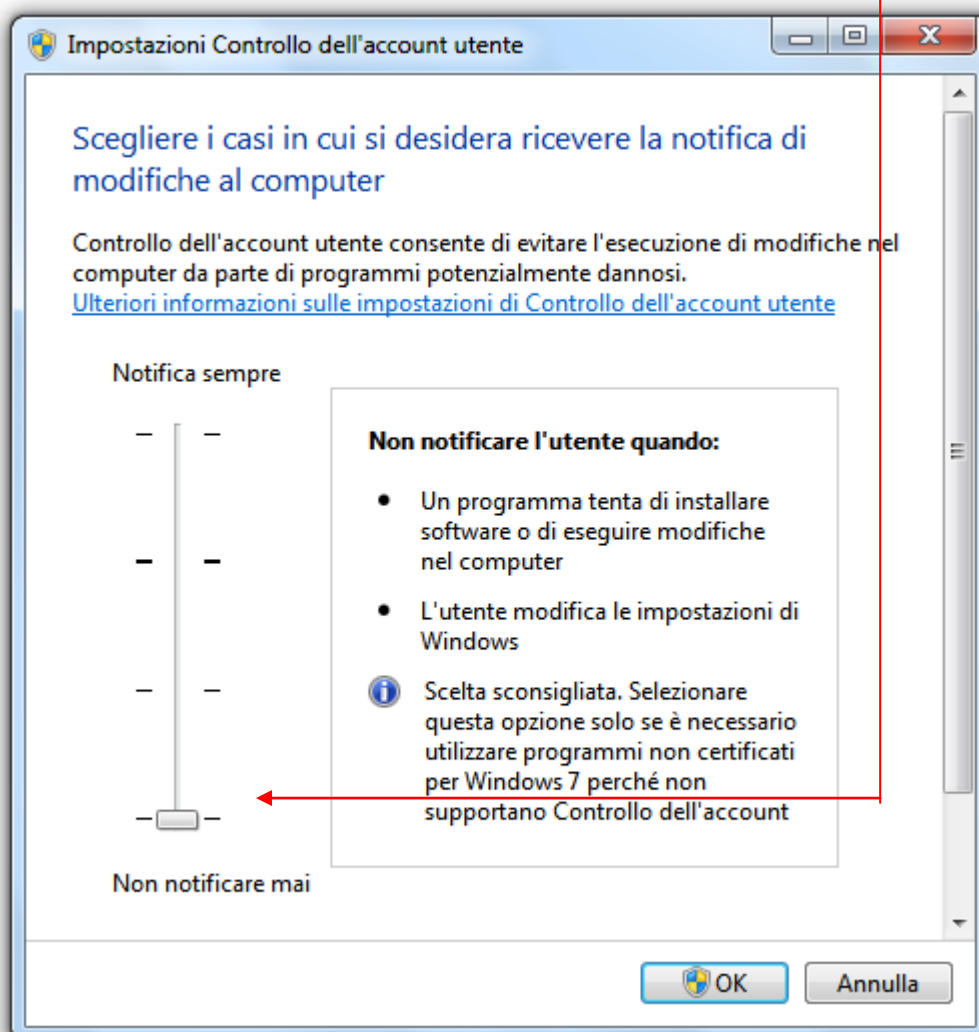 Impostazioni Controllo dell'account utente
Scegliere i casi in cui si desidera ricevere la notifica di
modifiche al computer
Controllo dell'account utente consente di evitare l'esecuzione di modifiche nel
computer da parte di programmi potenzialmente dannosi.
Ulteriori informazioni sulle impostazioni di Controllo dell'account utente
Notifica sempre
Non notificare l'utente quando:
• Un programma tenta di installare
software o di eseguire modifiche
nel computer
• L'utente modifica le impostazioni di
Windows
Scelta sconsigliata. Selezionare
questa opzione solo se è necessario
utilizzare programmi non certificati
per Windows 7 perché non
supportano Controllo dell'account
Non notificare mai
OK
Annulla